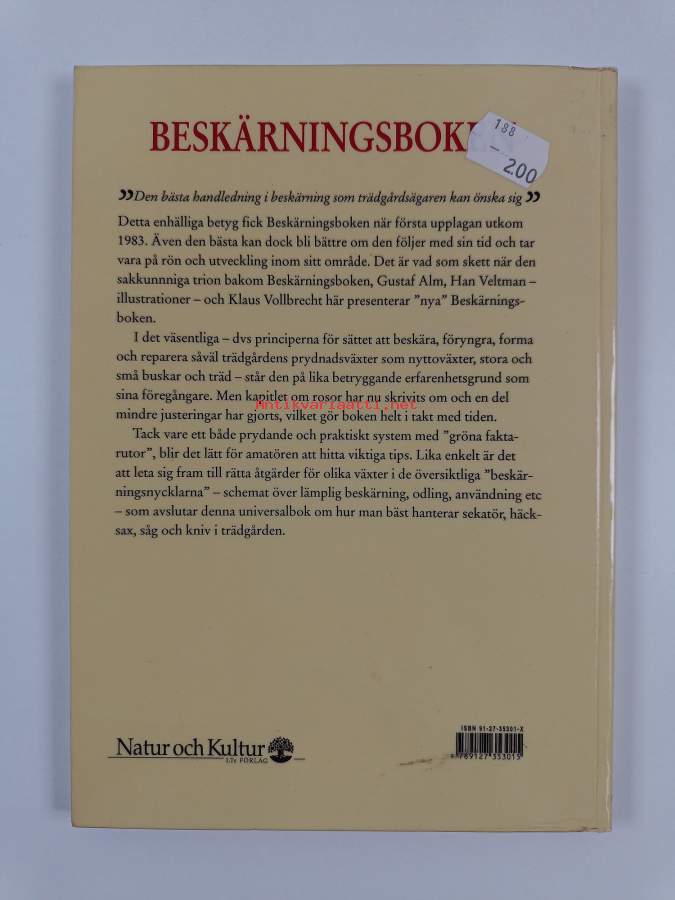 BESKÄRNINGSBOKEN
188
– 200
”Den bästa handledning i beskärning som trädgårdsägaren kan önska sig”
Detta enhälliga betyg fick Beskärningsboken när första upplagan utkom
1983. Även den bästa kan dock bli bättre om den följer med sin tid och tar
vara på rön och utveckling inom sitt område. Det är vad som skett när den
sakkunnniga trion bakom Beskärningsboken, Gustaf Alm, Han Veltman –
illustrationer – och Klaus Vollbrecht här presenterar ”nya” Beskärnings-
boken.
I det väsentliga – dvs principerna för sättet att beskära, föryngra, forma
och reparera såväl trädgårdens prydnadsväxter som nyttoväxter, stora och
små buskar och träd – står den på lika betryggande erfarenhetsgrund som
sina föregångare. Men kapitlet om rosor har nu skrivits om och en del
Antikvariaatti.net
mindre justeringar har gjorts, vilket gör boken helt i takt med tiden.
Tack vare ett både prydande och praktiskt system med ”gröna fakta-
rutor”, blir det lätt för amatören att hitta viktiga tips. Lika enkelt är det
att leta sig fram till rätta åtgärder för olika växter i de översiktliga ”beskär-
ningsnycklarna” – schemat över lämplig beskärning, odling, användning etc
– som avslutar denna universalbok om hur man bäst hanterar sekatör, häck-
sax, såg och kniv i trädgården.
ISBN 91-27-35301-X
Natur och Kultur
LTs FÖRLAG
9789127353015